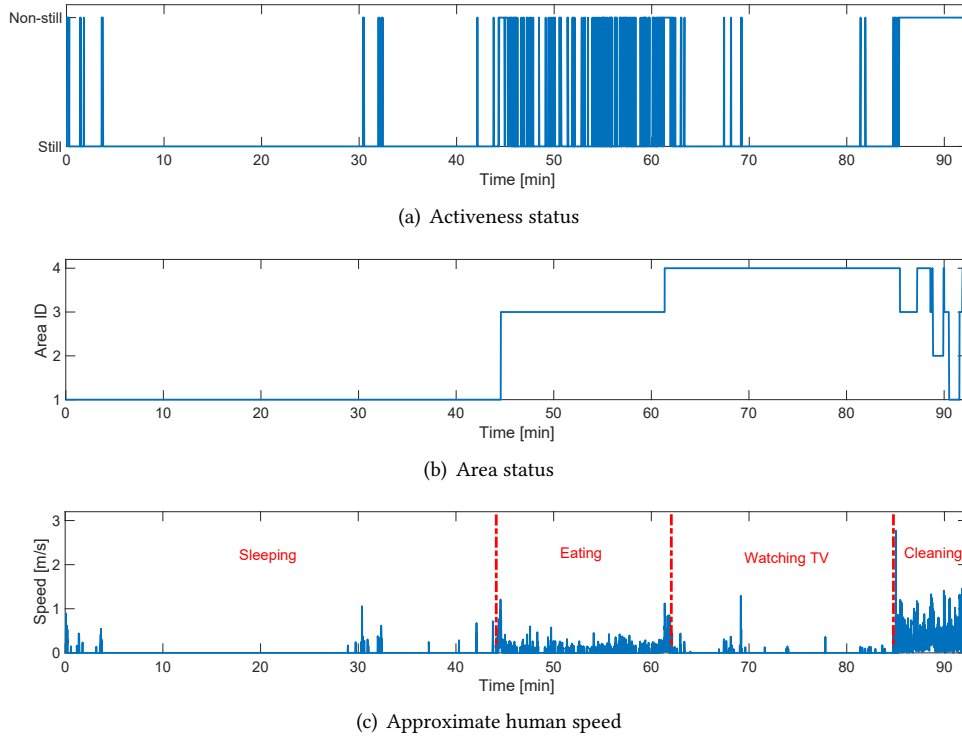 Non-still
Still
0 10 20 30 40 50 60 70 80 90
Time [min]
(a) Activeness status
4
3
2
1
Area ID
0 10 20 30 40 50 60 70 80 90
Time [min]
(b) Area status
3
2
1
0
Speed [m/s]
Sleeping
Eating
Watching TV
Cleaning
0 10 20 30 40 50 60 70 80 90
Time [min]
(c) Approximate human speed